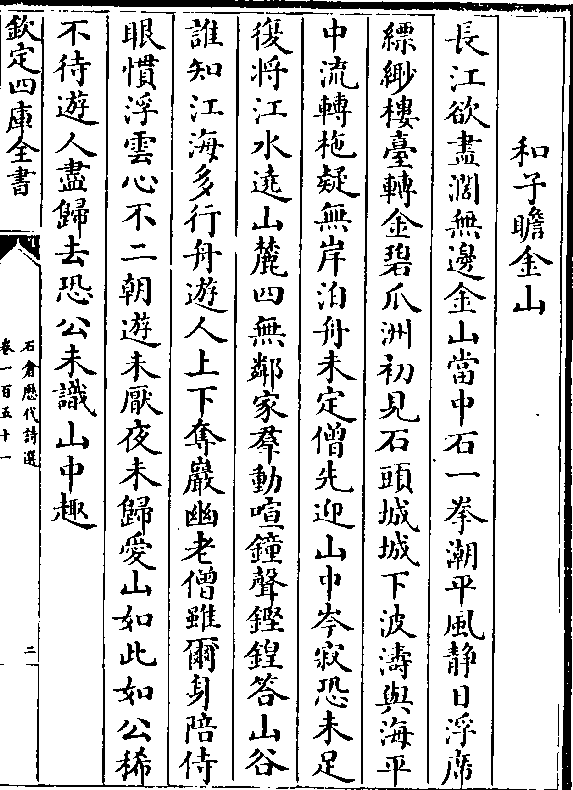 和子瞻金山
長江欲盡濶無邊金山當中石一拳潮平風静日浮席
縹緲樓臺轉金碧瓜洲初見石頭城城下波濤與海平
中流轉柂疑無岸泊舟未定僧先迎山中岑寂恐未足
復將江水遶山麓四無鄰家羣動喧鐘聲鏗鍠答山谷
誰知江海多行舟遊人上下奪巖幽老僧雖爾身陪侍
眼慣浮雲心不二朝遊未厭夜未歸愛山如此如公稀
不待遊人盡歸去恐公未識山中趣
欽定四庫全書
石倉歷代詩選
卷一百五十一
二